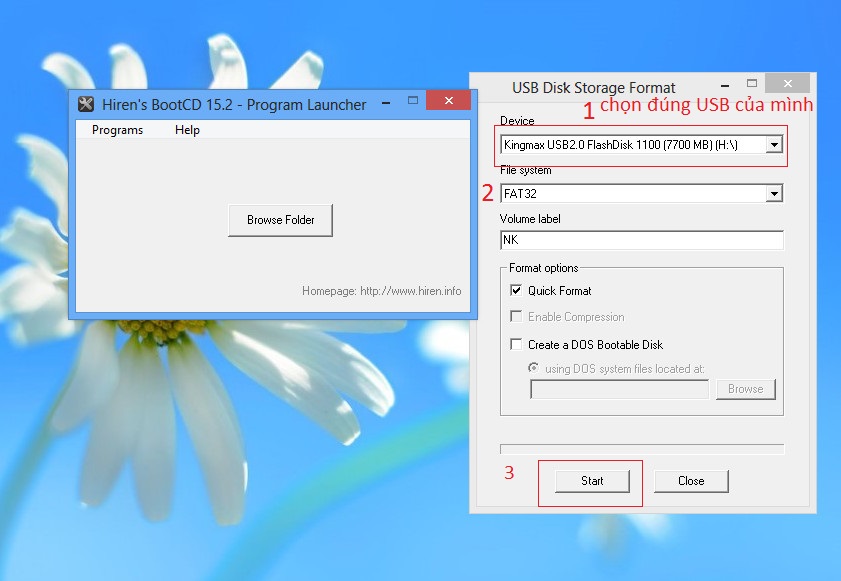 Hiren's BootCD 15.2 - Program Launcher
Programs Help
Browse Folder
Homepage: http://www.hiren.info
USB Disk Storage Format
1 chọn đúng USB của mình
Device
Kingmax USB2.0 FlashDisk 1100 (7700 MB) (H:\)
File system
2 FAT32
Volume label
NK
Format options
Quick Format
Enable Compression
Create a DOS Bootable Disk
using DOS system files located at:
Browse
3 Start Close